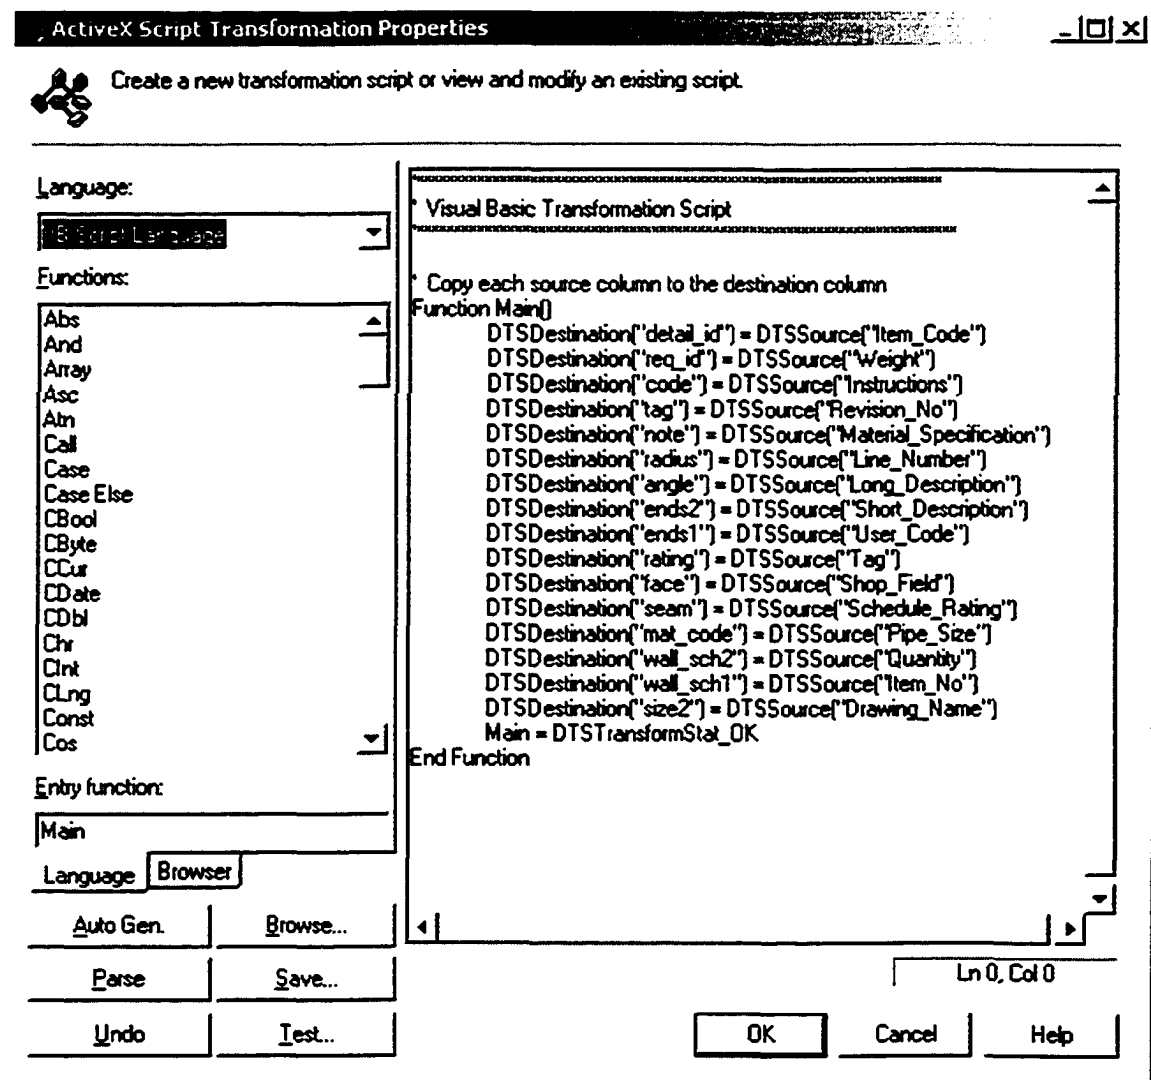 ActiveX Script Transformation Properties
Create a new transformation script or view and modify an existing script.
Language:
VB Script Language
Functions:
Abs
And
Array
Asc
Atn
Call
Case
Case Else
CBool
CByte
CCur
CDate
CDbl
Chr
CInt
CLng
Const
Cos
Entry function:
Main
Language Browser
Auto Gen. Browse...
Parse Save...
Undo Test...
' Visual Basic Transformation Script
' Copy each source column to the destination column
Function Main()
DTSDestination("detail_id") = DTSSource("Item_Code")
DTSDestination("req_id") = DTSSource("Weight")
DTSDestination("code") = DTSSource("Instructions")
DTSDestination("tag") = DTSSource("Revision_No")
DTSDestination("note") = DTSSource("Material_Specification")
DTSDestination("radius") = DTSSource("Line_Number")
DTSDestination("angle") = DTSSource("Long_Description")
DTSDestination("ends2") = DTSSource("Short_Description")
DTSDestination("ends1") = DTSSource("User_Code")
DTSDestination("rating") = DTSSource("Tag")
DTSDestination("face") = DTSSource("Shop_Field")
DTSDestination("seam") = DTSSource("Schedule_Rating")
DTSDestination("mat_code") = DTSSource("Pipe_Size")
DTSDestination("wall_sch2") = DTSSource("Quantity")
DTSDestination("wall_sch1") = DTSSource("Item_No")
DTSDestination("size2") = DTSSource("Drawing_Name")
Main = DTSTransformStat_OK
End Function
Ln 0, Col 0
OK Cancel Help